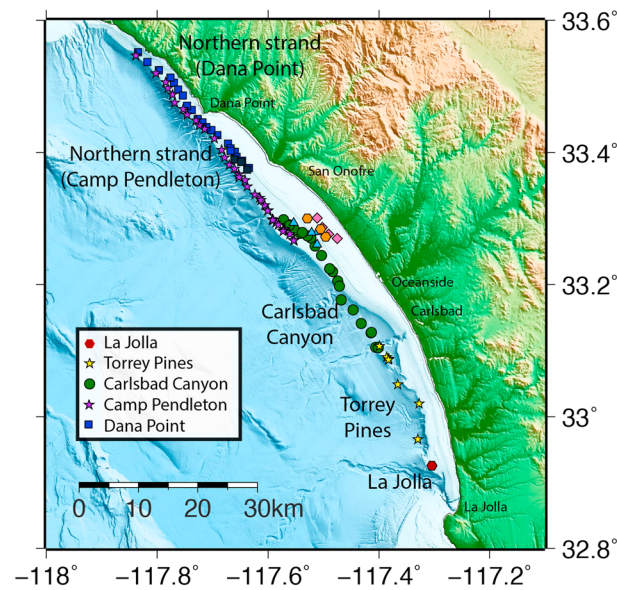 33.6°
Northern strand
(Dana Point)
Dana Point
33.4°
Northern strand
(Camp Pendleton)
San Onofre
33.2°
Oceanside
Carlsbad
Carlsbad
Canyon
La Jolla
Torrey Pines
Carlsbad Canyon
Camp Pendleton
Dana Point
Torrey
Pines
33°
La Jolla
0 10 20 30km
La Jolla
32.8°
−118° −117.8° −117.6° −117.4° −117.2°